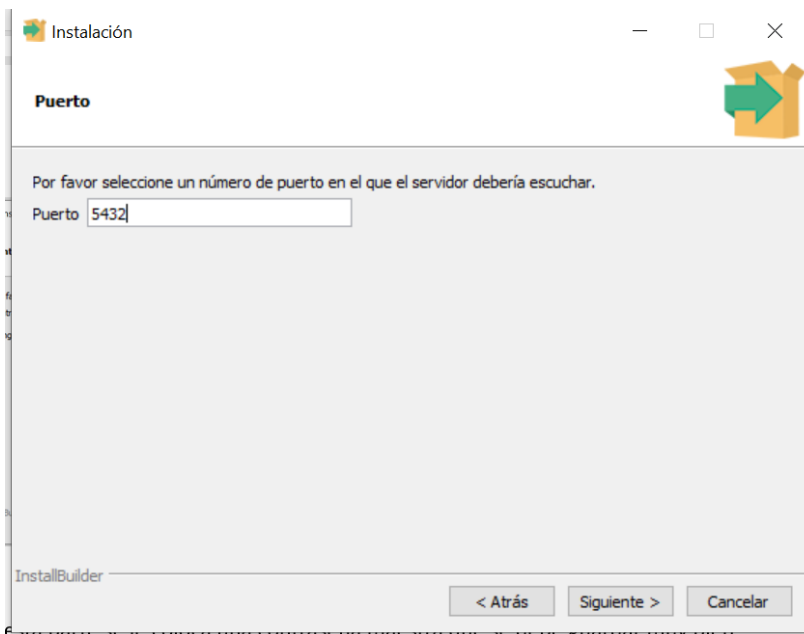 Instalación
Puerto
Por favor seleccione un número de puerto en el que el servidor debería escuchar.
Puerto 5432
InstallBuilder
< Atrás
Siguiente >
Cancelar